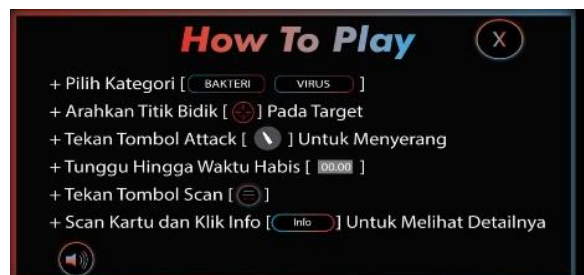 How To Play
X
+ Pilih Kategori [ BAKTERI VIRUS ]
+ Arahkan Titik Bidik [ ] Pada Target
+ Tekan Tombol Attack [ ] Untuk Menyerang
+ Tunggu Hingga Waktu Habis [ 00.00 ]
+ Tekan Tombol Scan [ ]
+ Scan Kartu dan Klik Info [ Info ] Untuk Melihat Detailnya